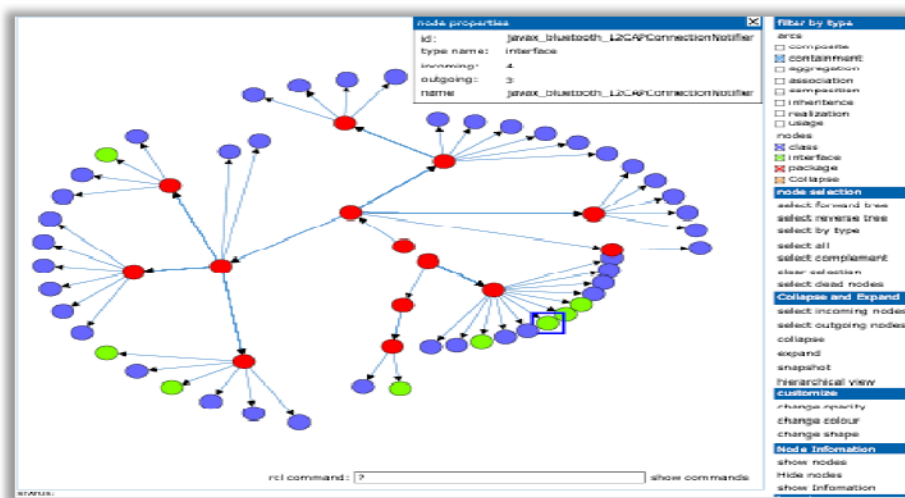 node properties
id: javax_bluetooth_L2CAPConnectionNotifier
type name: interface
incoming: 4
outgoing: 3
name javax_bluetooth_L2CAPConnectionNotifier
filter by type
arcs
composite
containment
aggregation
association
composition
inheritence
realization
usage
nodes
class
interface
package
Collapse
node selection
select forward tree
select reverse tree
select by type
select all
select complement
clear selection
select dead nodes
Collapse and Expand
select incoming nodes
select outgoing nodes
collapse
expand
snapshot
hierarchical view
customize
change opacity
change colour
change shape
Node Infomation
show nodes
Hide nodes
show Infomation
rcl command: ? show commands
status: